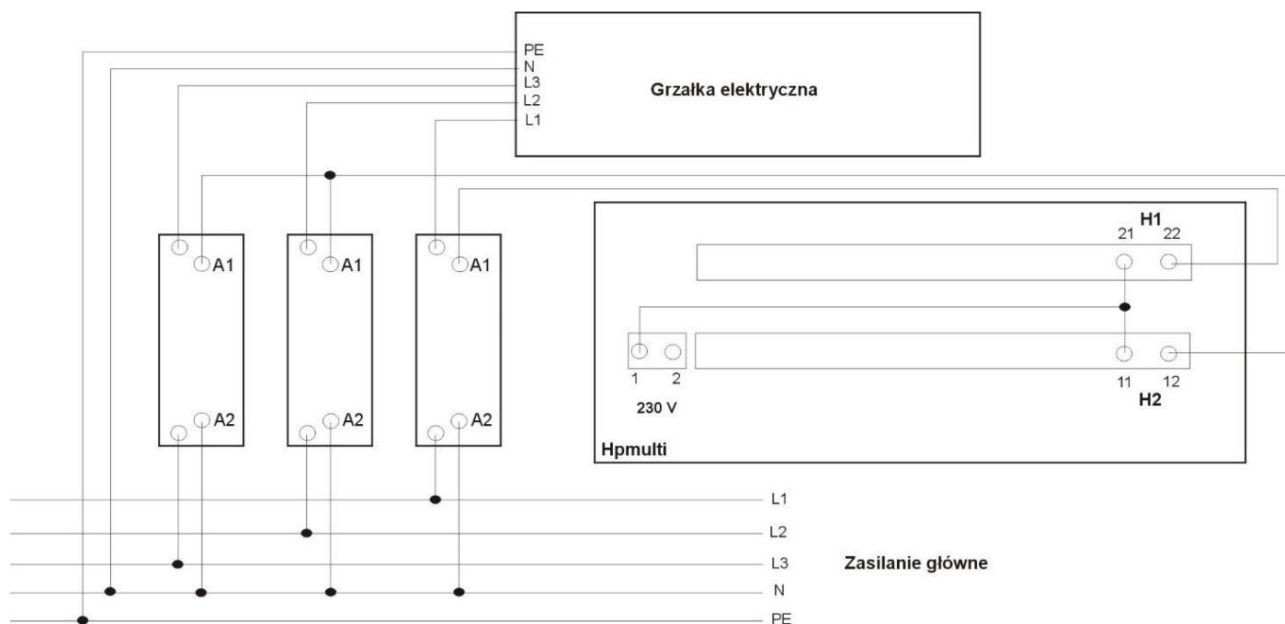 PE
N
L3
L2
L1
Grzałka elektryczna
H1
21 22
A1 A1 A1
1 2
230 V
11 12
H2
A2 A2 A2
Hpmulti
L1
L2
L3
Zasilanie główne
N
PE